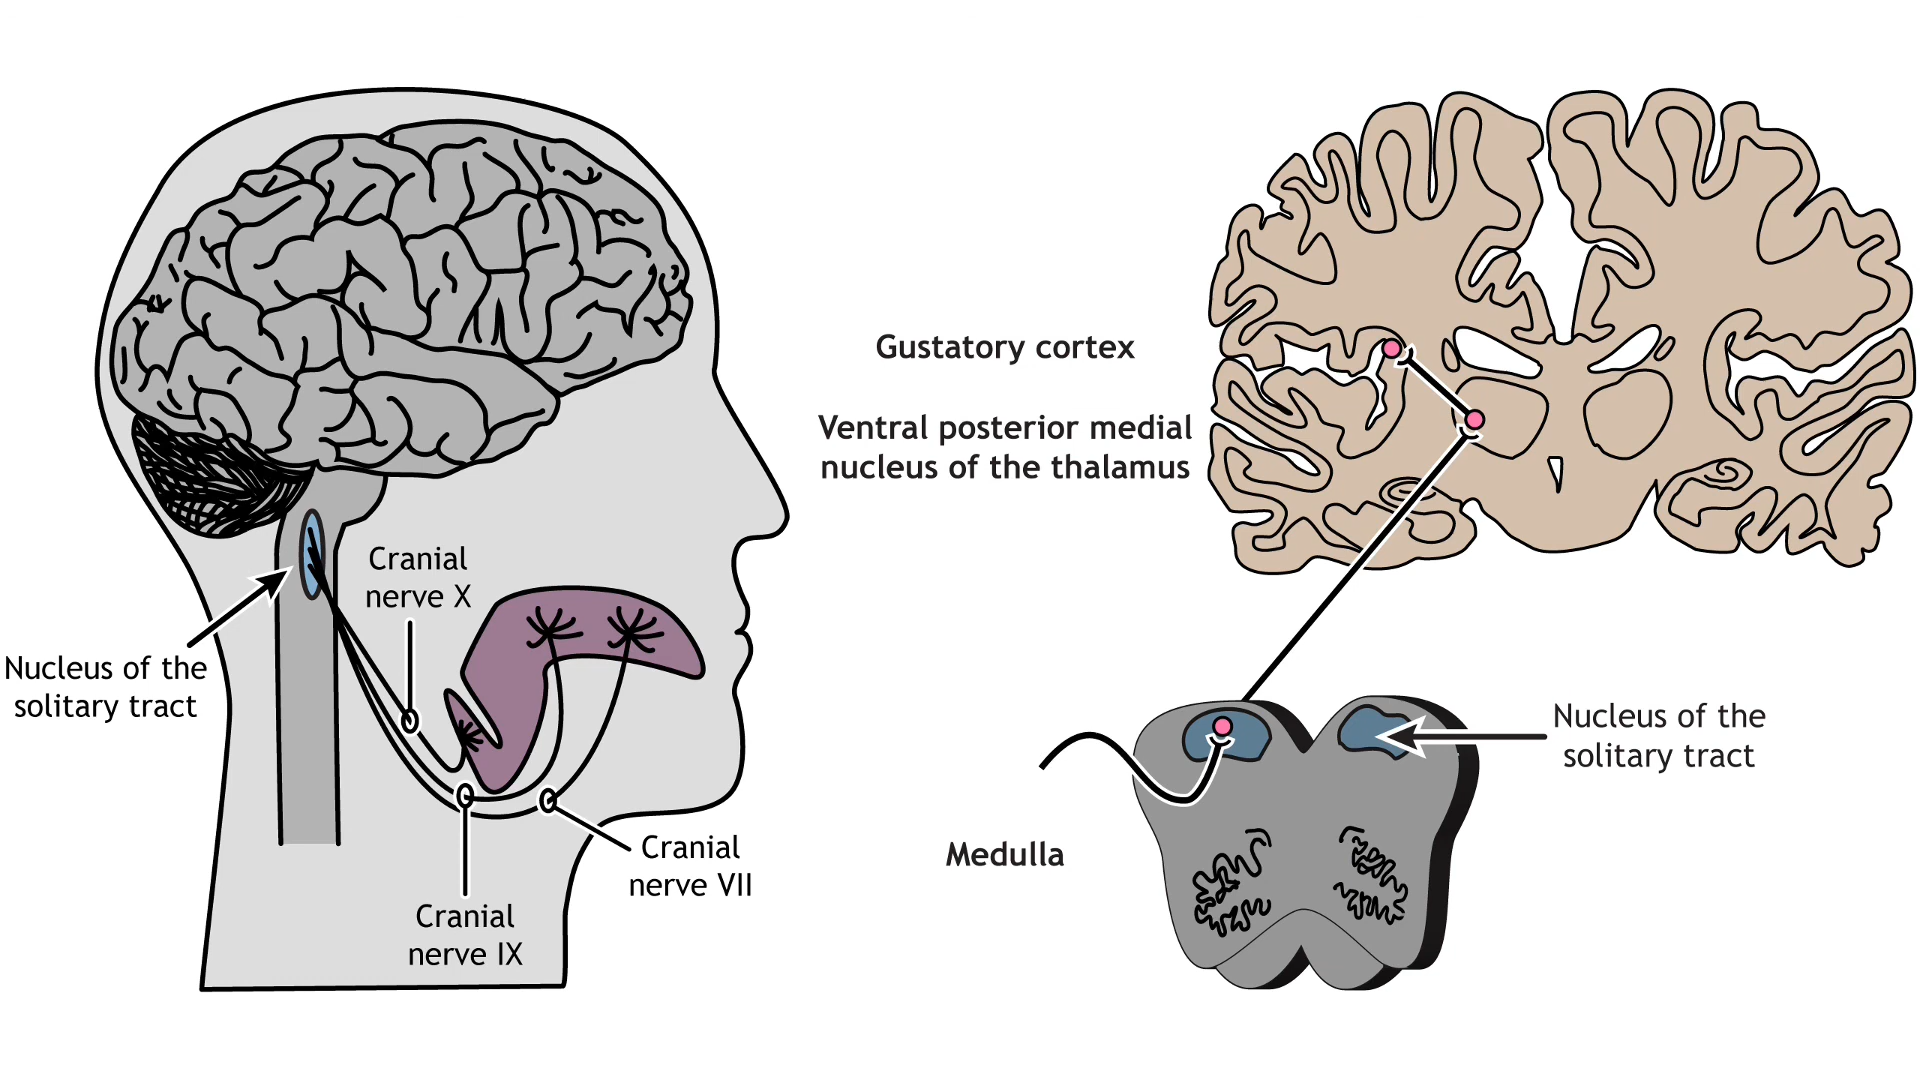 Cranial
nerve X
Nucleus of the
solitary tract
Cranial
nerve VII
Cranial
nerve IX
Gustatory cortex
Ventral posterior medial
nucleus of the thalamus
Nucleus of the
solitary tract
Medulla